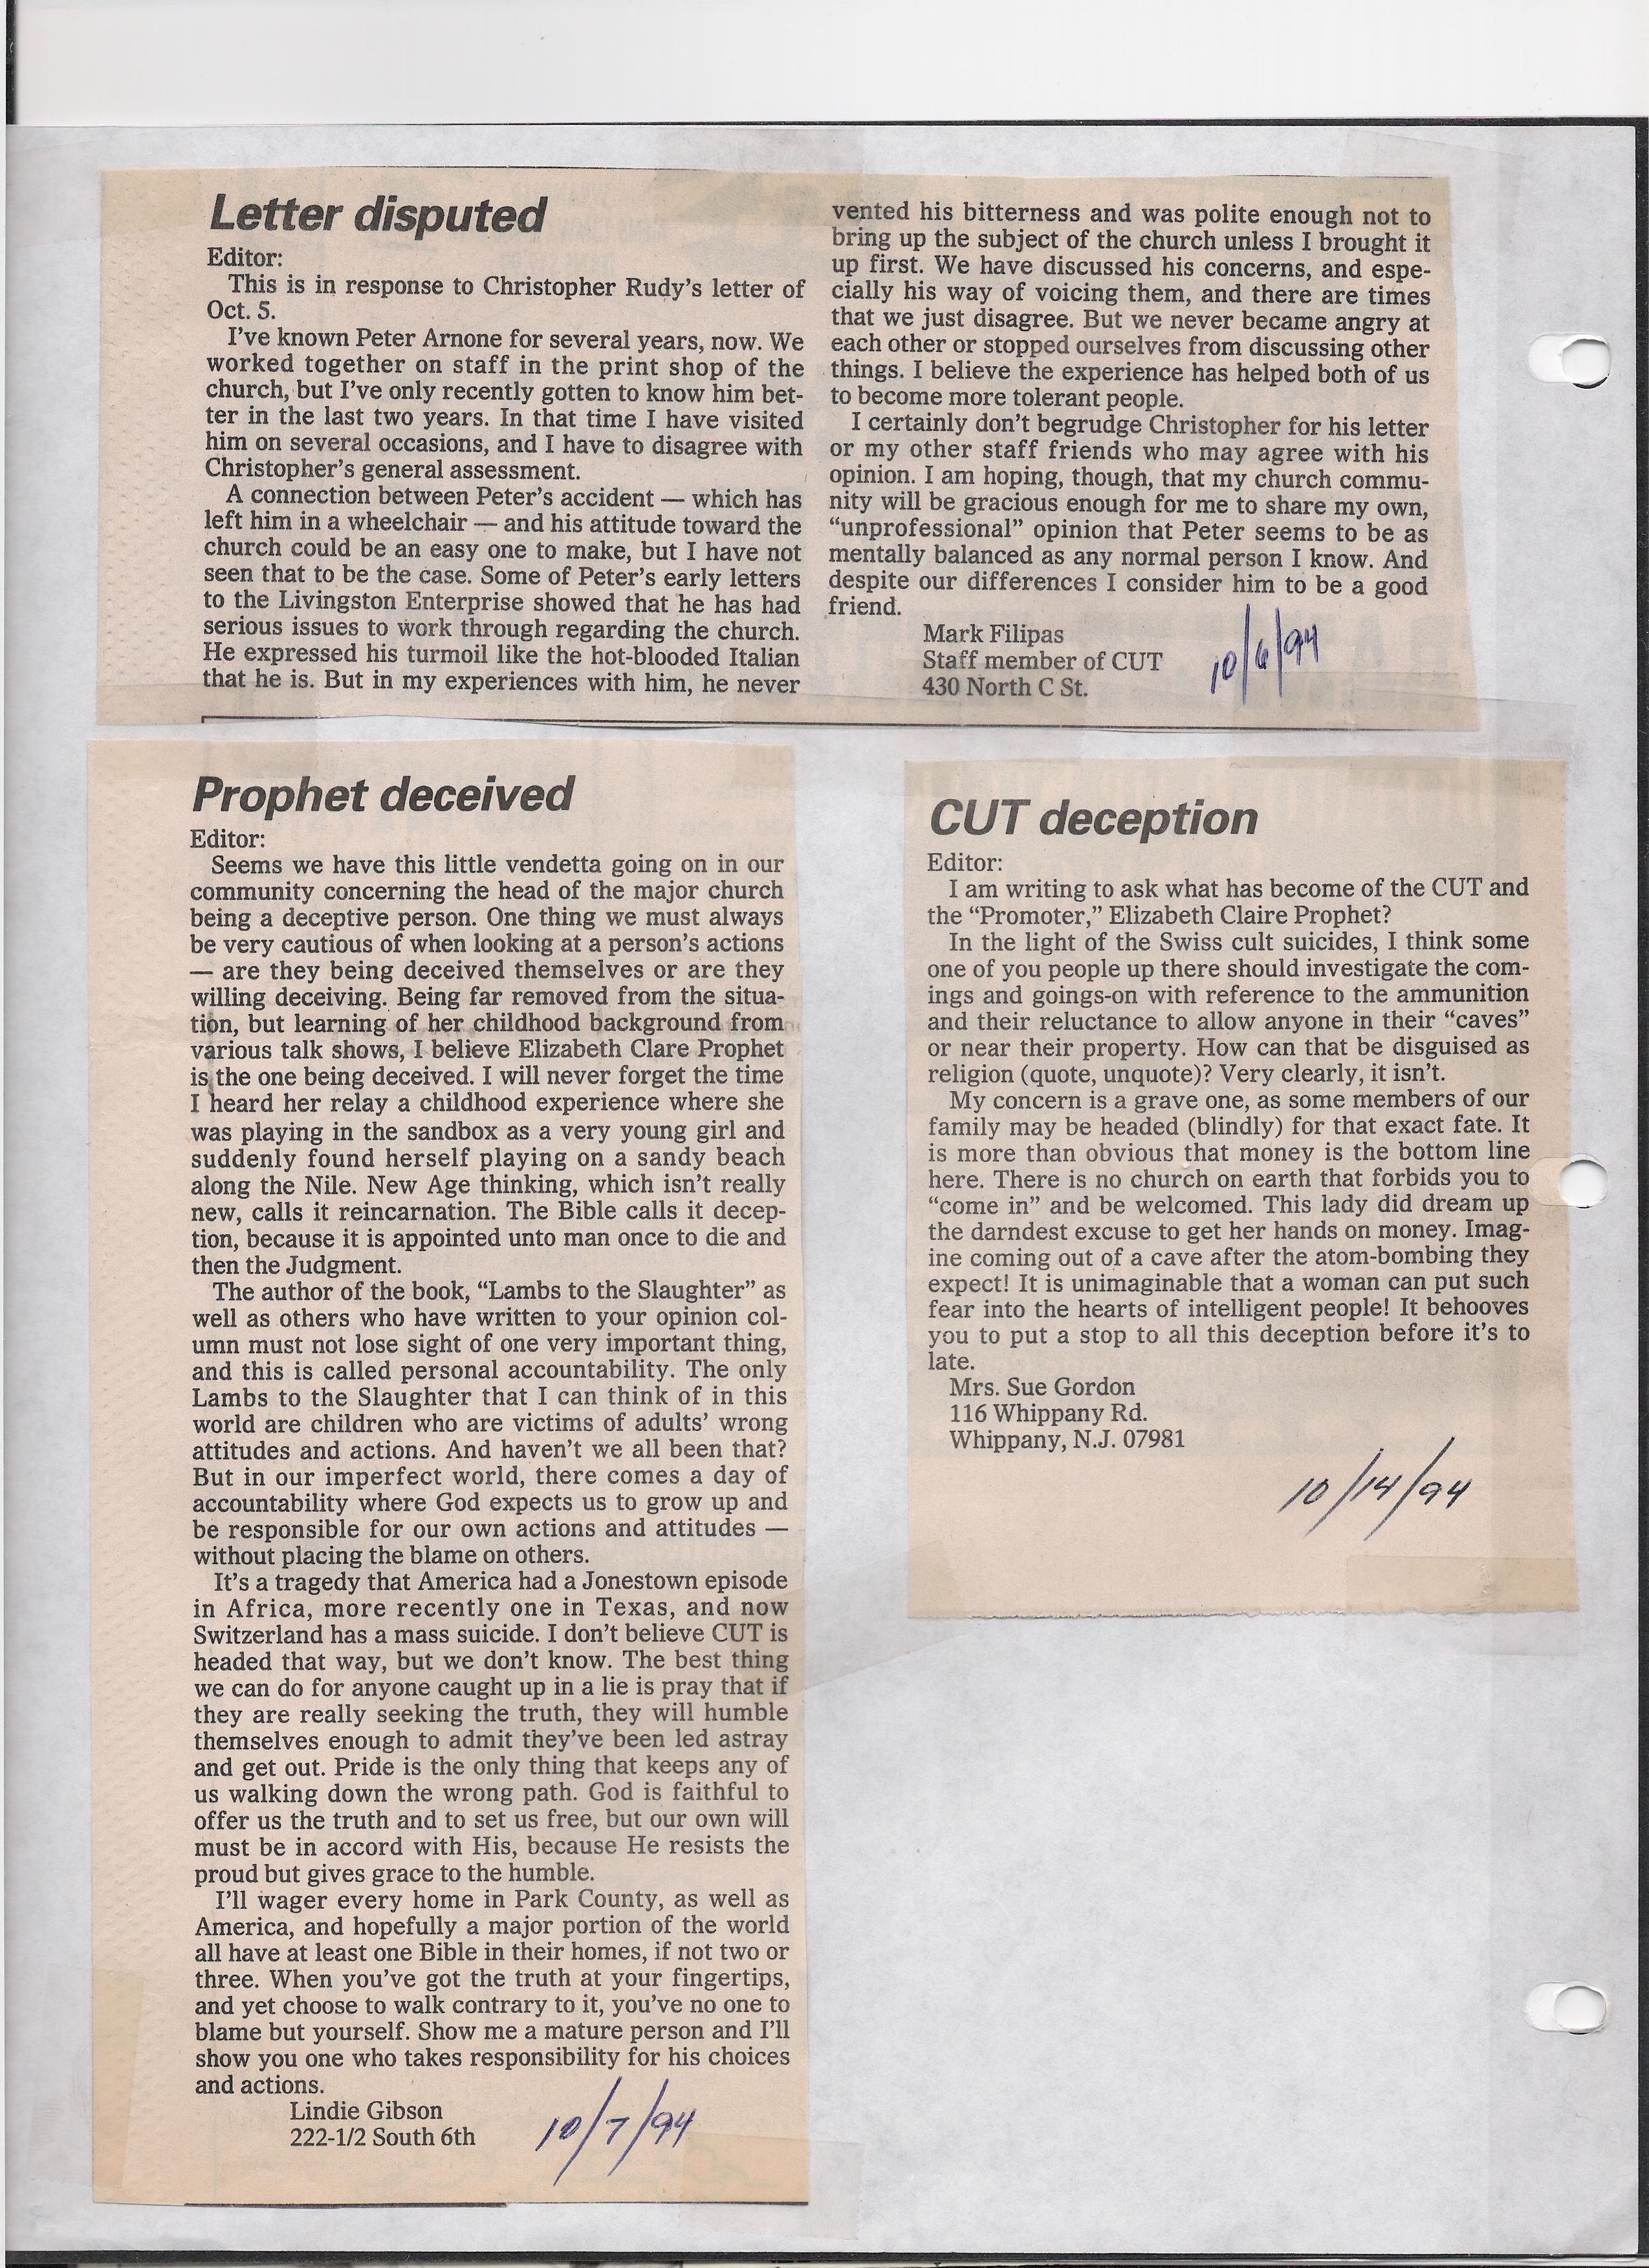 Letter disputed
Editor:
This is in response to Christopher Rudy's letter of
Oct. 5.
I've known Peter Arnone for several years, now. We
worked together on staff in the print shop of the
church, but I've only recently gotten to know him bet-
ter in the last two years. In that time I have visited
him on several occasions, and I have to disagree with
Christopher's general assessment.
A connection between Peter's accident — which has
left him in a wheelchair — and his attitude toward the
church could be an easy one to make, but I have not
seen that to be the case. Some of Peter's early letters
to the Livingston Enterprise showed that he has had
serious issues to work through regarding the church.
He expressed his turmoil like the hot-blooded Italian
that he is. But in my experiences with him, he never
vented his bitterness and was polite enough not to
bring up the subject of the church unless I brought it
up first. We have discussed his concerns, and espe-
cially his way of voicing them, and there are times
that we just disagree. But we never became angry at
each other or stopped ourselves from discussing other
things. I believe the experience has helped both of us
to become more tolerant people.
I certainly don't begrudge Christopher for his letter
or my other staff friends who may agree with his
opinion. I am hoping, though, that my church commu-
nity will be gracious enough for me to share my own,
"unprofessional" opinion that Peter seems to be as
mentally balanced as any normal person I know. And
despite our differences I consider him to be a good
friend.
Mark Filipas
Staff member of CUT
430 North C St.
10/6/94
Prophet deceived
Editor:
Seems we have this little vendetta going on in our
community concerning the head of the major church
being a deceptive person. One thing we must always
be very cautious of when looking at a person's actions
— are they being deceived themselves or are they
willing deceiving. Being far removed from the situa-
tion, but learning of her childhood background from
various talk shows, I believe Elizabeth Clare Prophet
is the one being deceived. I will never forget the time
I heard her relay a childhood experience where she
was playing in the sandbox as a very young girl and
suddenly found herself playing on a sandy beach
along the Nile. New Age thinking, which isn't really
new, calls it reincarnation. The Bible calls it decep-
tion, because it is appointed unto man once to die and
then the Judgment.
The author of the book, "Lambs to the Slaughter" as
well as others who have written to your opinion col-
umn must not lose sight of one very important thing,
and this is called personal accountability. The only
Lambs to the Slaughter that I can think of in this
world are children who are victims of adults' wrong
attitudes and actions. And haven't we all been that?
But in our imperfect world, there comes a day of
accountability where God expects us to grow up and
be responsible for our own actions and attitudes —
without placing the blame on others.
It's a tragedy that America had a Jonestown episode
in Africa, more recently one in Texas, and now
Switzerland has a mass suicide. I don't believe CUT is
headed that way, but we don't know. The best thing
we can do for anyone caught up in a lie is pray that if
they are really seeking the truth, they will humble
themselves enough to admit they've been led astray
and get out. Pride is the only thing that keeps any of
us walking down the wrong path. God is faithful to
offer us the truth and to set us free, but our own will
must be in accord with His, because He resists the
proud but gives grace to the humble.
I'll wager every home in Park County, as well as
America, and hopefully a major portion of the world
all have at least one Bible in their homes, if not two or
three. When you've got the truth at your fingertips,
and yet choose to walk contrary to it, you've no one to
blame but yourself. Show me a mature person and I'll
show you one who takes responsibility for his choices
and actions.
Lindie Gibson
222-1/2 South 6th
10/7/94
CUT deception
Editor:
I am writing to ask what has become of the CUT and
the "Promoter," Elizabeth Claire Prophet?
In the light of the Swiss cult suicides, I think some
one of you people up there should investigate the com-
ings and goings-on with reference to the ammunition
and their reluctance to allow anyone in their "caves"
or near their property. How can that be disguised as
religion (quote, unquote)? Very clearly, it isn't.
My concern is a grave one, as some members of our
family may be headed (blindly) for that exact fate. It
is more than obvious that money is the bottom line
here. There is no church on earth that forbids you to
"come in" and be welcomed. This lady did dream up
the darndest excuse to get her hands on money. Imag-
ine coming out of a cave after the atom-bombing they
expect! It is unimaginable that a woman can put such
fear into the hearts of intelligent people! It behooves
you to put a stop to all this deception before it's to
late.
Mrs. Sue Gordon
116 Whippany Rd.
Whippany, N.J. 07981
10/14/94